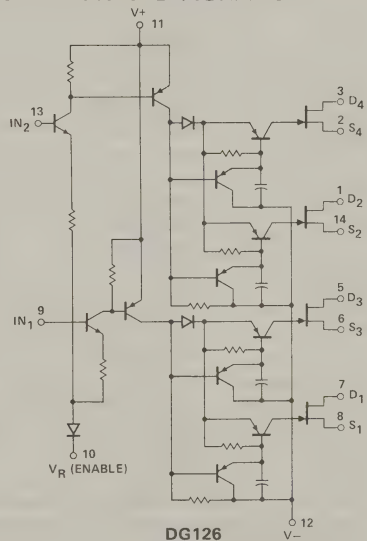 V+
11
13
IN2
9
IN1
10
VR (ENABLE)
3
D4
2
S4
1
D2
14
S2
5
D3
6
S3
7
D1
8
S1
12
V−
DG126